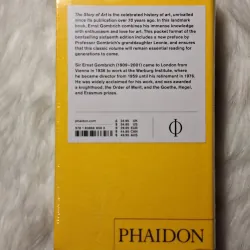 The Story of Art is the celebrated history of art, unrivalled
since its publication over 70 years ago. In this landmark
book, Ernst Gombrich combines his immense knowledge
with enthusiasm and love for art. This pocket format of the
bestselling sixteenth edition includes a new preface by
Professor Gombrich's granddaughter Leonie, and ensures
that this classic volume will remain essential reading for
generations to come.
Sir Ernst Gombrich (1909–2001) came to London from
Vienna in 1936 to work at the Warburg Institute, where
he became director from 1959 until his retirement in 1976.
He was widely acclaimed for his work, and was awarded
a knighthood, the Order of Merit, and the Goethe, Hegel,
and Erasmus prizes.
phaidon.com
PHAIDON